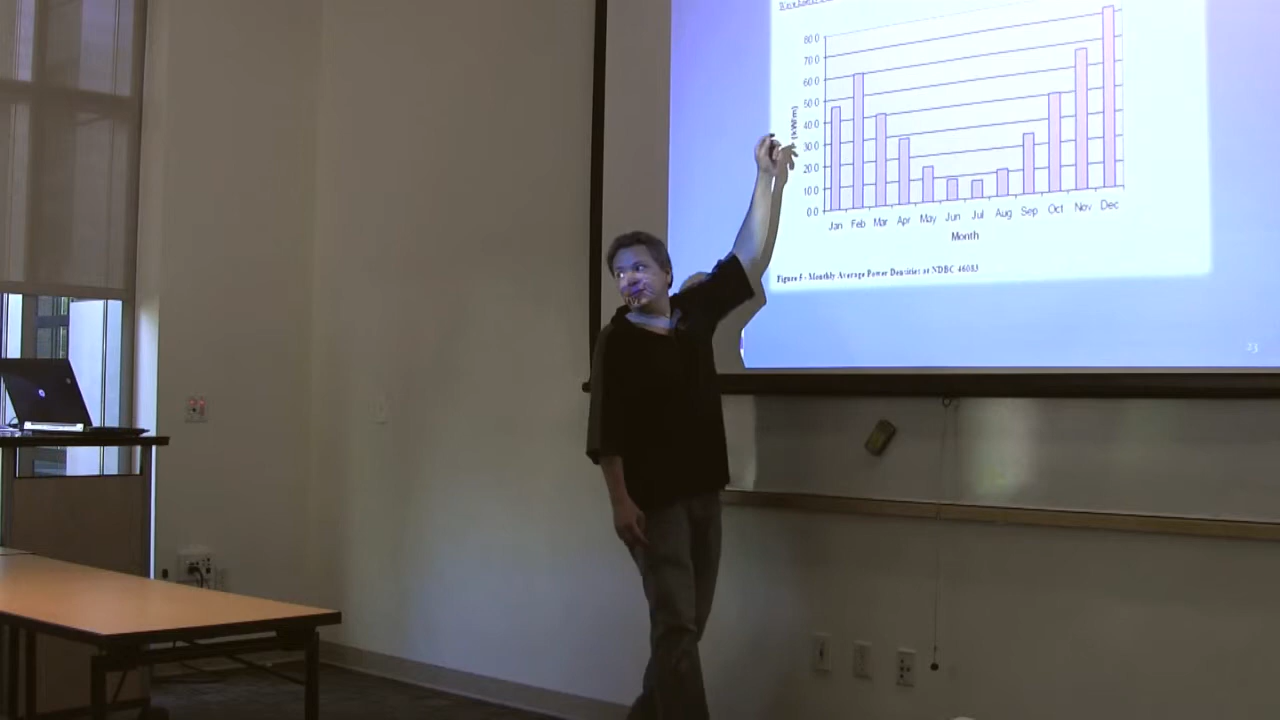 80 0
70 0
60 0
50 0
40 0
30 0
20 0
10 0
0 0
(kW/m)
Jan Feb Mar Apr May Jun Jul Aug Sep Oct Nov Dec
Month
Figure 5 - Monthly Average Power Densities at NDBC 46083
23